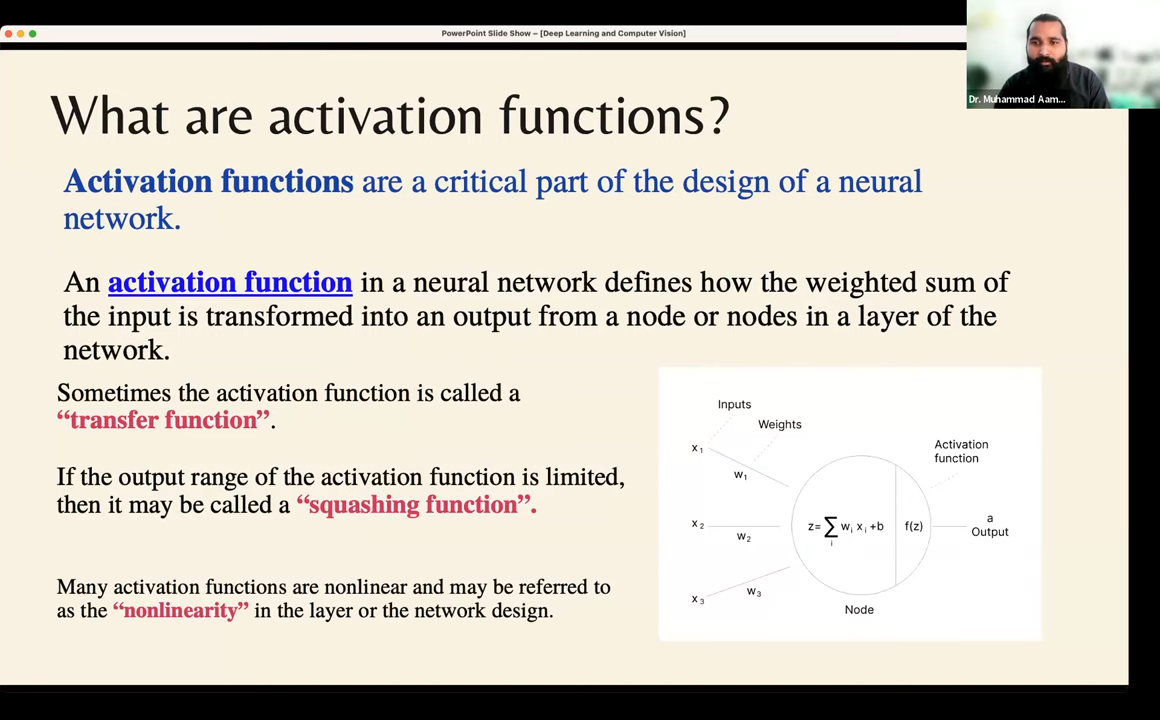 PowerPoint Slide Show – [Deep Learning and Computer Vision]
Dr. Muhammad Aam...
What are activation functions?
Activation functions are a critical part of the design of a neural
network.
An activation function in a neural network defines how the weighted sum of
the input is transformed into an output from a node or nodes in a layer of the
network.
Sometimes the activation function is called a
“transfer function”.
If the output range of the activation function is limited,
then it may be called a “squashing function”.
Many activation functions are nonlinear and may be referred to
as the “nonlinearity” in the layer or the network design.
Inputs
Weights
Activation
function
x₁
w₁
x₂
w₂
x₃
w₃
z=∑ᵢ wᵢ xᵢ +b
f(z)
a
Output
Node